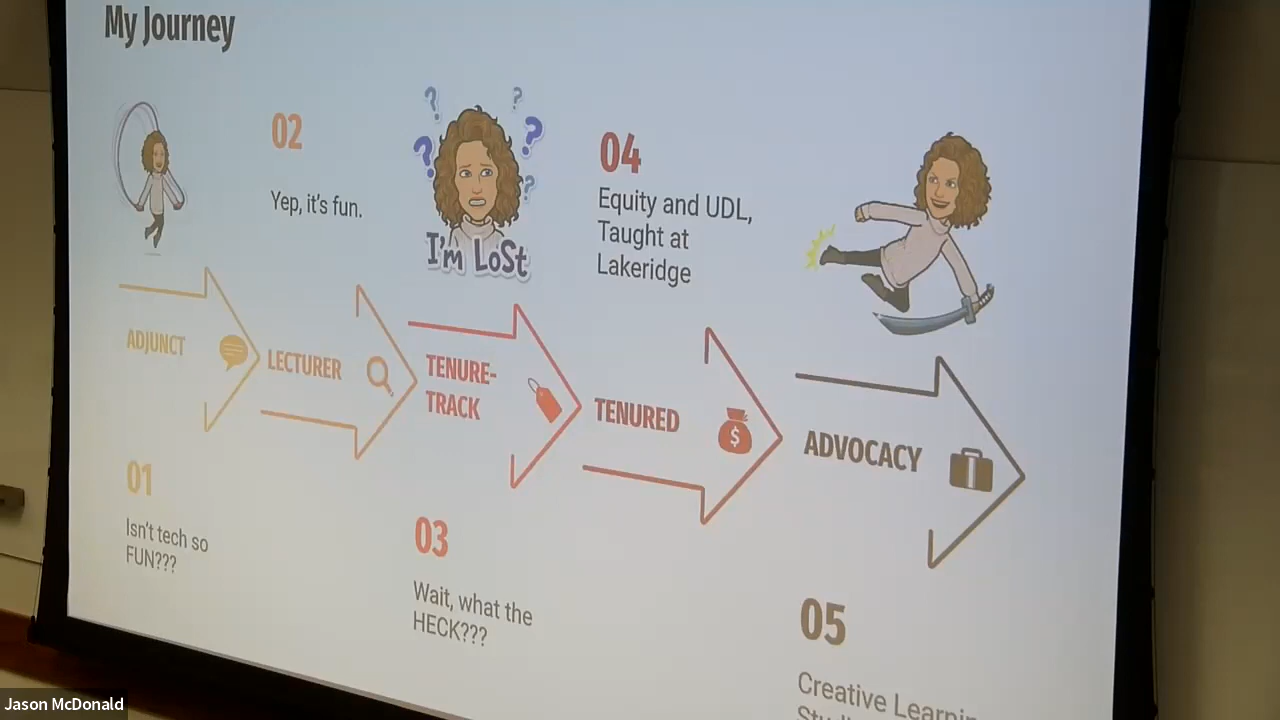 My Journey
02
Yep, it's fun.
? ? ? ? ?
I'm LoSt
04
Equity and UDL,
Taught at
Lakeridge
ADJUNCT
LECTURER
TENURE-
TRACK
TENURED
$
ADVOCACY
01
Isn't tech so
FUN???
03
Wait, what the
HECK???
05
Creative
Jason McDonald